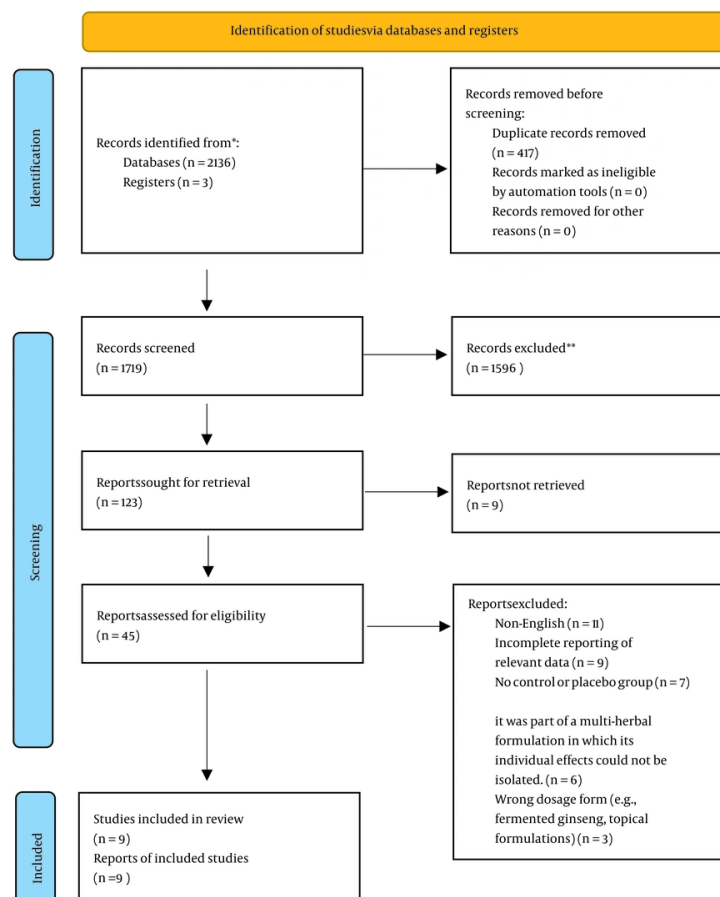 Identification of studiesvia databases and registers
Identification
Records identified from*:
Databases (n = 2136)
Registers (n = 3)
Records removed before
screening:
Duplicate records removed
(n = 417)
Records marked as ineligible
by automation tools (n = 0)
Records removed for other
reasons (n = 0)
Screening
Records screened
(n = 1719)
Records excluded**
(n = 1596 )
Reportssought for retrieval
(n = 123)
Reportsnot retrieved
(n = 9)
Reportsassessed for eligibility
(n = 45)
Reportsexcluded:
Non-English (n = 11)
Incomplete reporting of
relevant data (n = 9)
No control or placebo group (n = 7)
it was part of a multi-herbal
formulation in which its
individual effects could not be
isolated. (n = 6)
Wrong dosage form (e.g.,
fermented ginseng, topical
formulations) (n = 3)
Included
Studies included in review
(n = 9)
Reports of included studies
(n =9 )